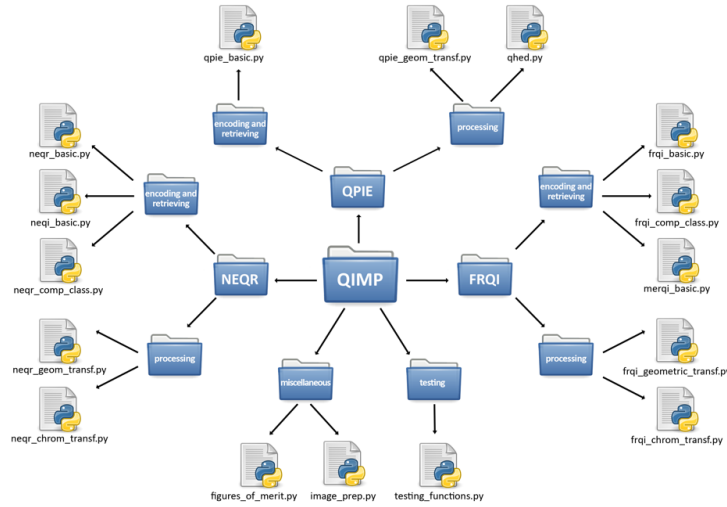 qpie_basic.py
qpie_geom_transf.py
qhed.py
encoding and
retrieving
processing
neqr_basic.py
frqi_basic.py
encoding and
retrieving
QPIE
encoding and
retrieving
neqi_basic.py
frqi_comp_class.py
neqr_comp_class.py
merqi_basic.py
NEQR
QIMP
FRQI
processing
processing
neqr_geom_transf.py
frqi_geometric_transf.py
miscellaneous
testing
neqr_chrom_transf.py
frqi_chrom_transf.py
figures_of_merit.py
image_prep.py
testing_functions.py